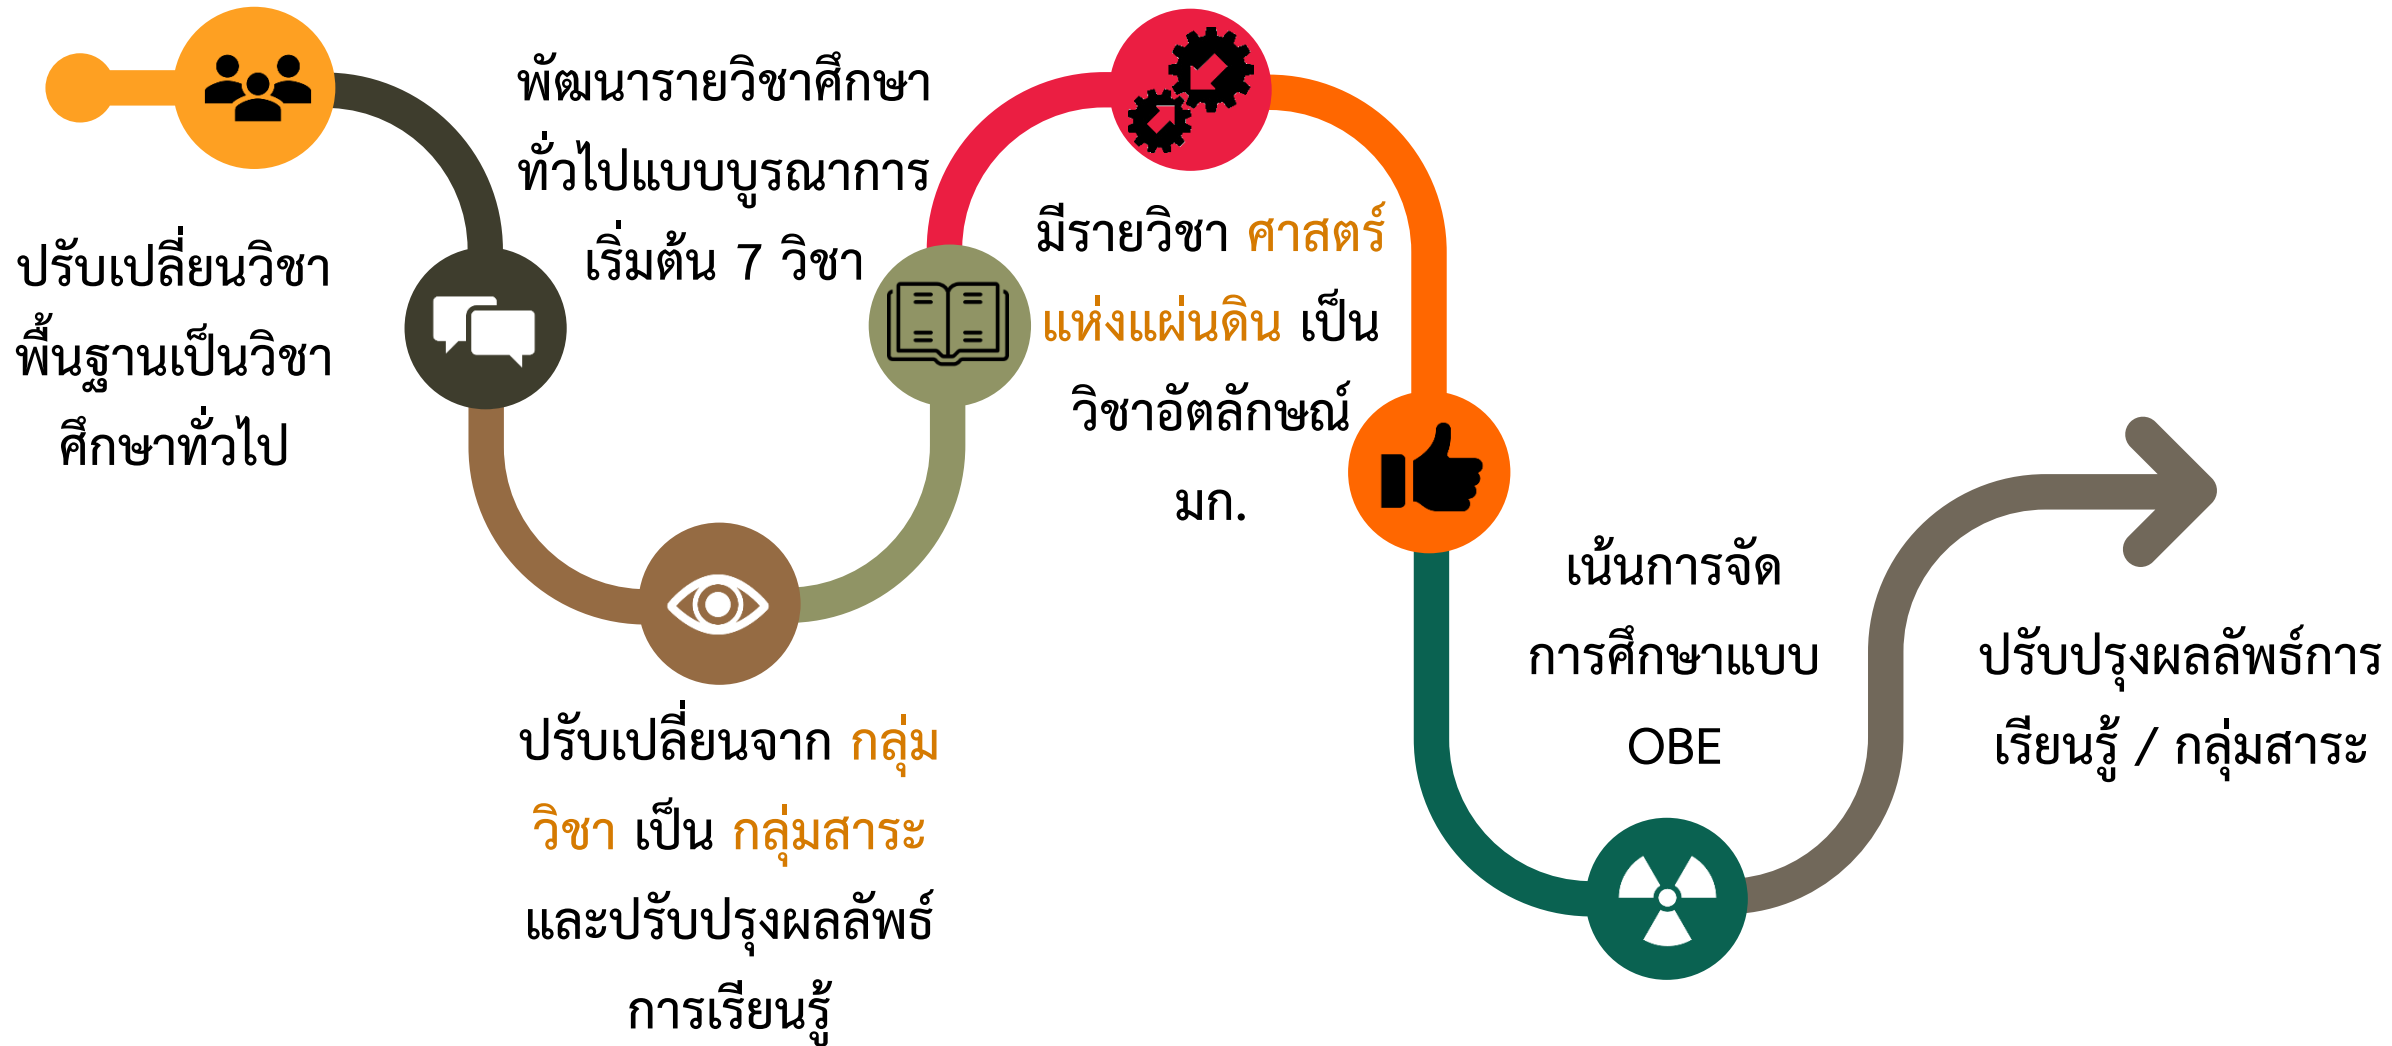 ปรับเปลี่ยนวิชา
พื้นฐานเป็นวิชา
ศึกษาทั่วไป
พัฒนารายวิชาศึกษา
ทั่วไปแบบบูรณาการ
เริ่มต้น 7 วิชา
ปรับเปลี่ยนจาก กลุ่ม
วิชา เป็น กลุ่มสาระ
และปรับปรุงผลลัพธ์
การเรียนรู้
มีรายวิชา ศาสตร์
แห่งแผ่นดิน เป็น
วิชาอัตลักษณ์
มก.
เน้นการจัด
การศึกษาแบบ
OBE
ปรับปรุงผลลัพธ์การ
เรียนรู้ / กลุ่มสาระ